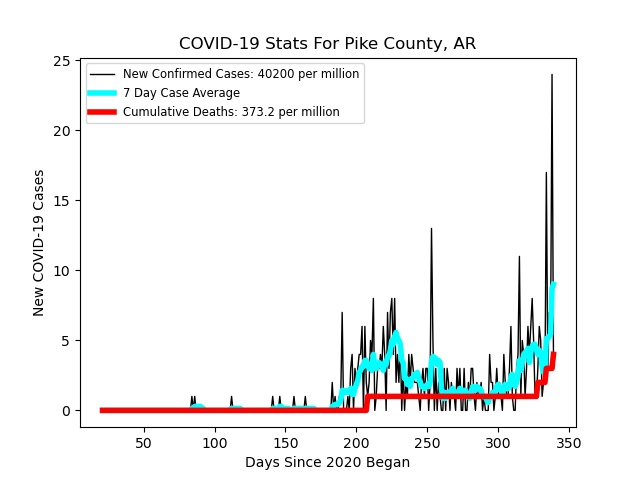 COVID-19 Stats For Pike County, AR
New Confirmed Cases: 40200 per million
7 Day Case Average
Cumulative Deaths: 373.2 per million
New COVID-19 Cases
25
20
15
10
5
0
50 100 150 200 250 300 350
Days Since 2020 Began